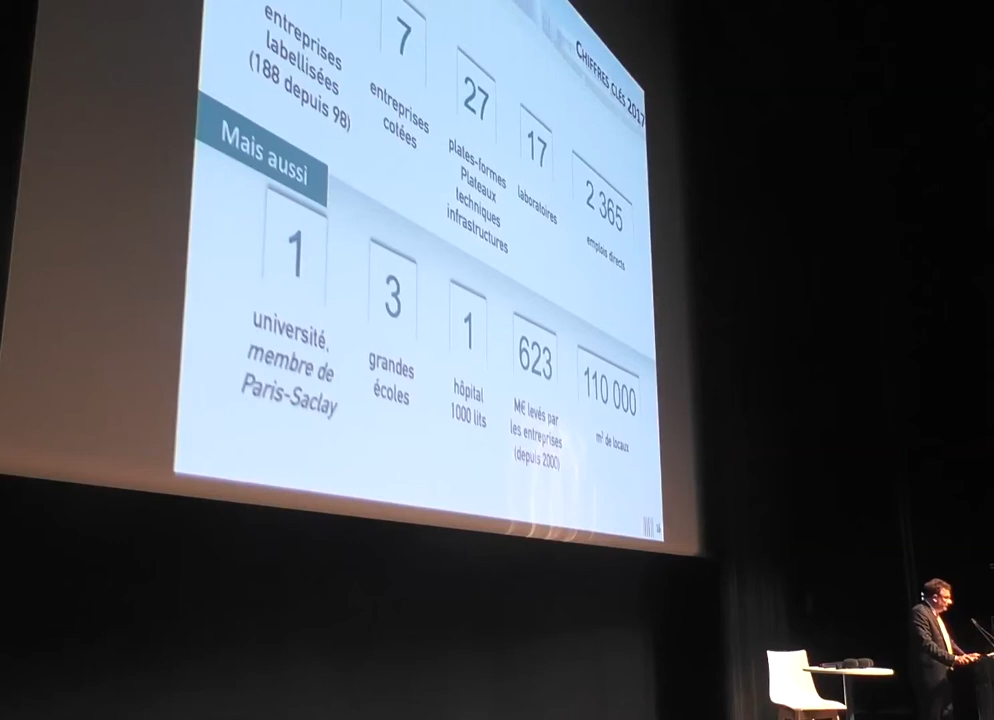 CHIFFRES CLÉS 2017
entreprises
labellisées
(188 depuis 98)
7
entreprises
cotées
27
plates-formes
Plateaux
techniques
infrastructures
17
laboratoires
2 365
emplois directs
Mais aussi
1
université,
membre de
Paris-Saclay
3
grandes
écoles
1
hôpital
1000 lits
623
M€ levés par
les entreprises
(depuis 2000)
110 000
m² de locaux